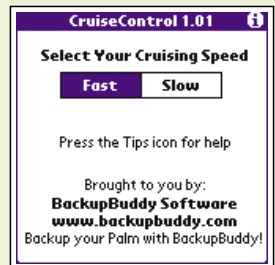 CruiseControl 1.01 i
Select Your Cruising Speed
Fast Slow
Press the Tips icon for help
Brought to you by:
BackupBuddy Software
www.backupbuddy.com
Backup your Palm with BackupBuddy!